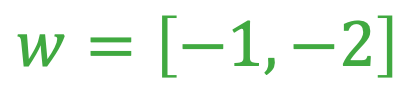 w = [−1, −2]